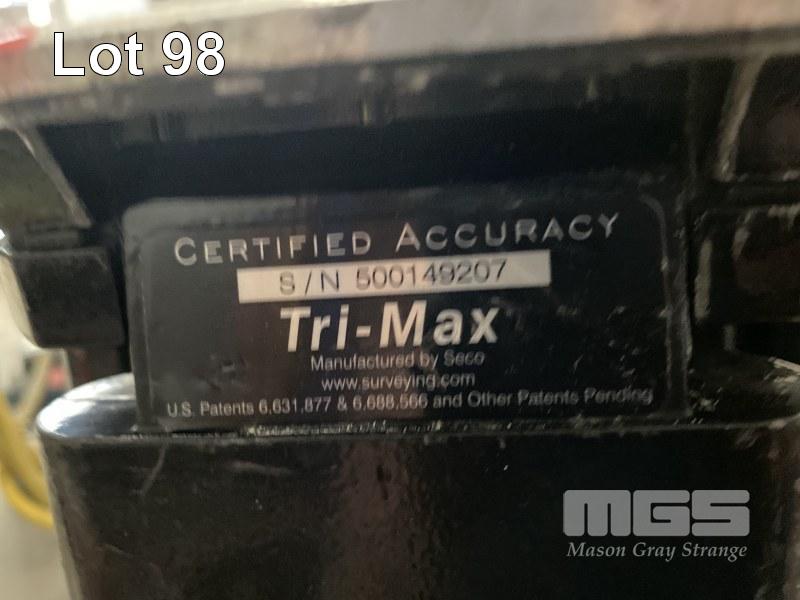 Lot 98
CERTIFIED ACCURACY
S/N 500149207
Tri-Max
Manufactured by Seco
www.surveying.com
U.S. Patents 6,631,877 & 6,688,566 and Other Patents Pending
MGS
Mason Gray Strange